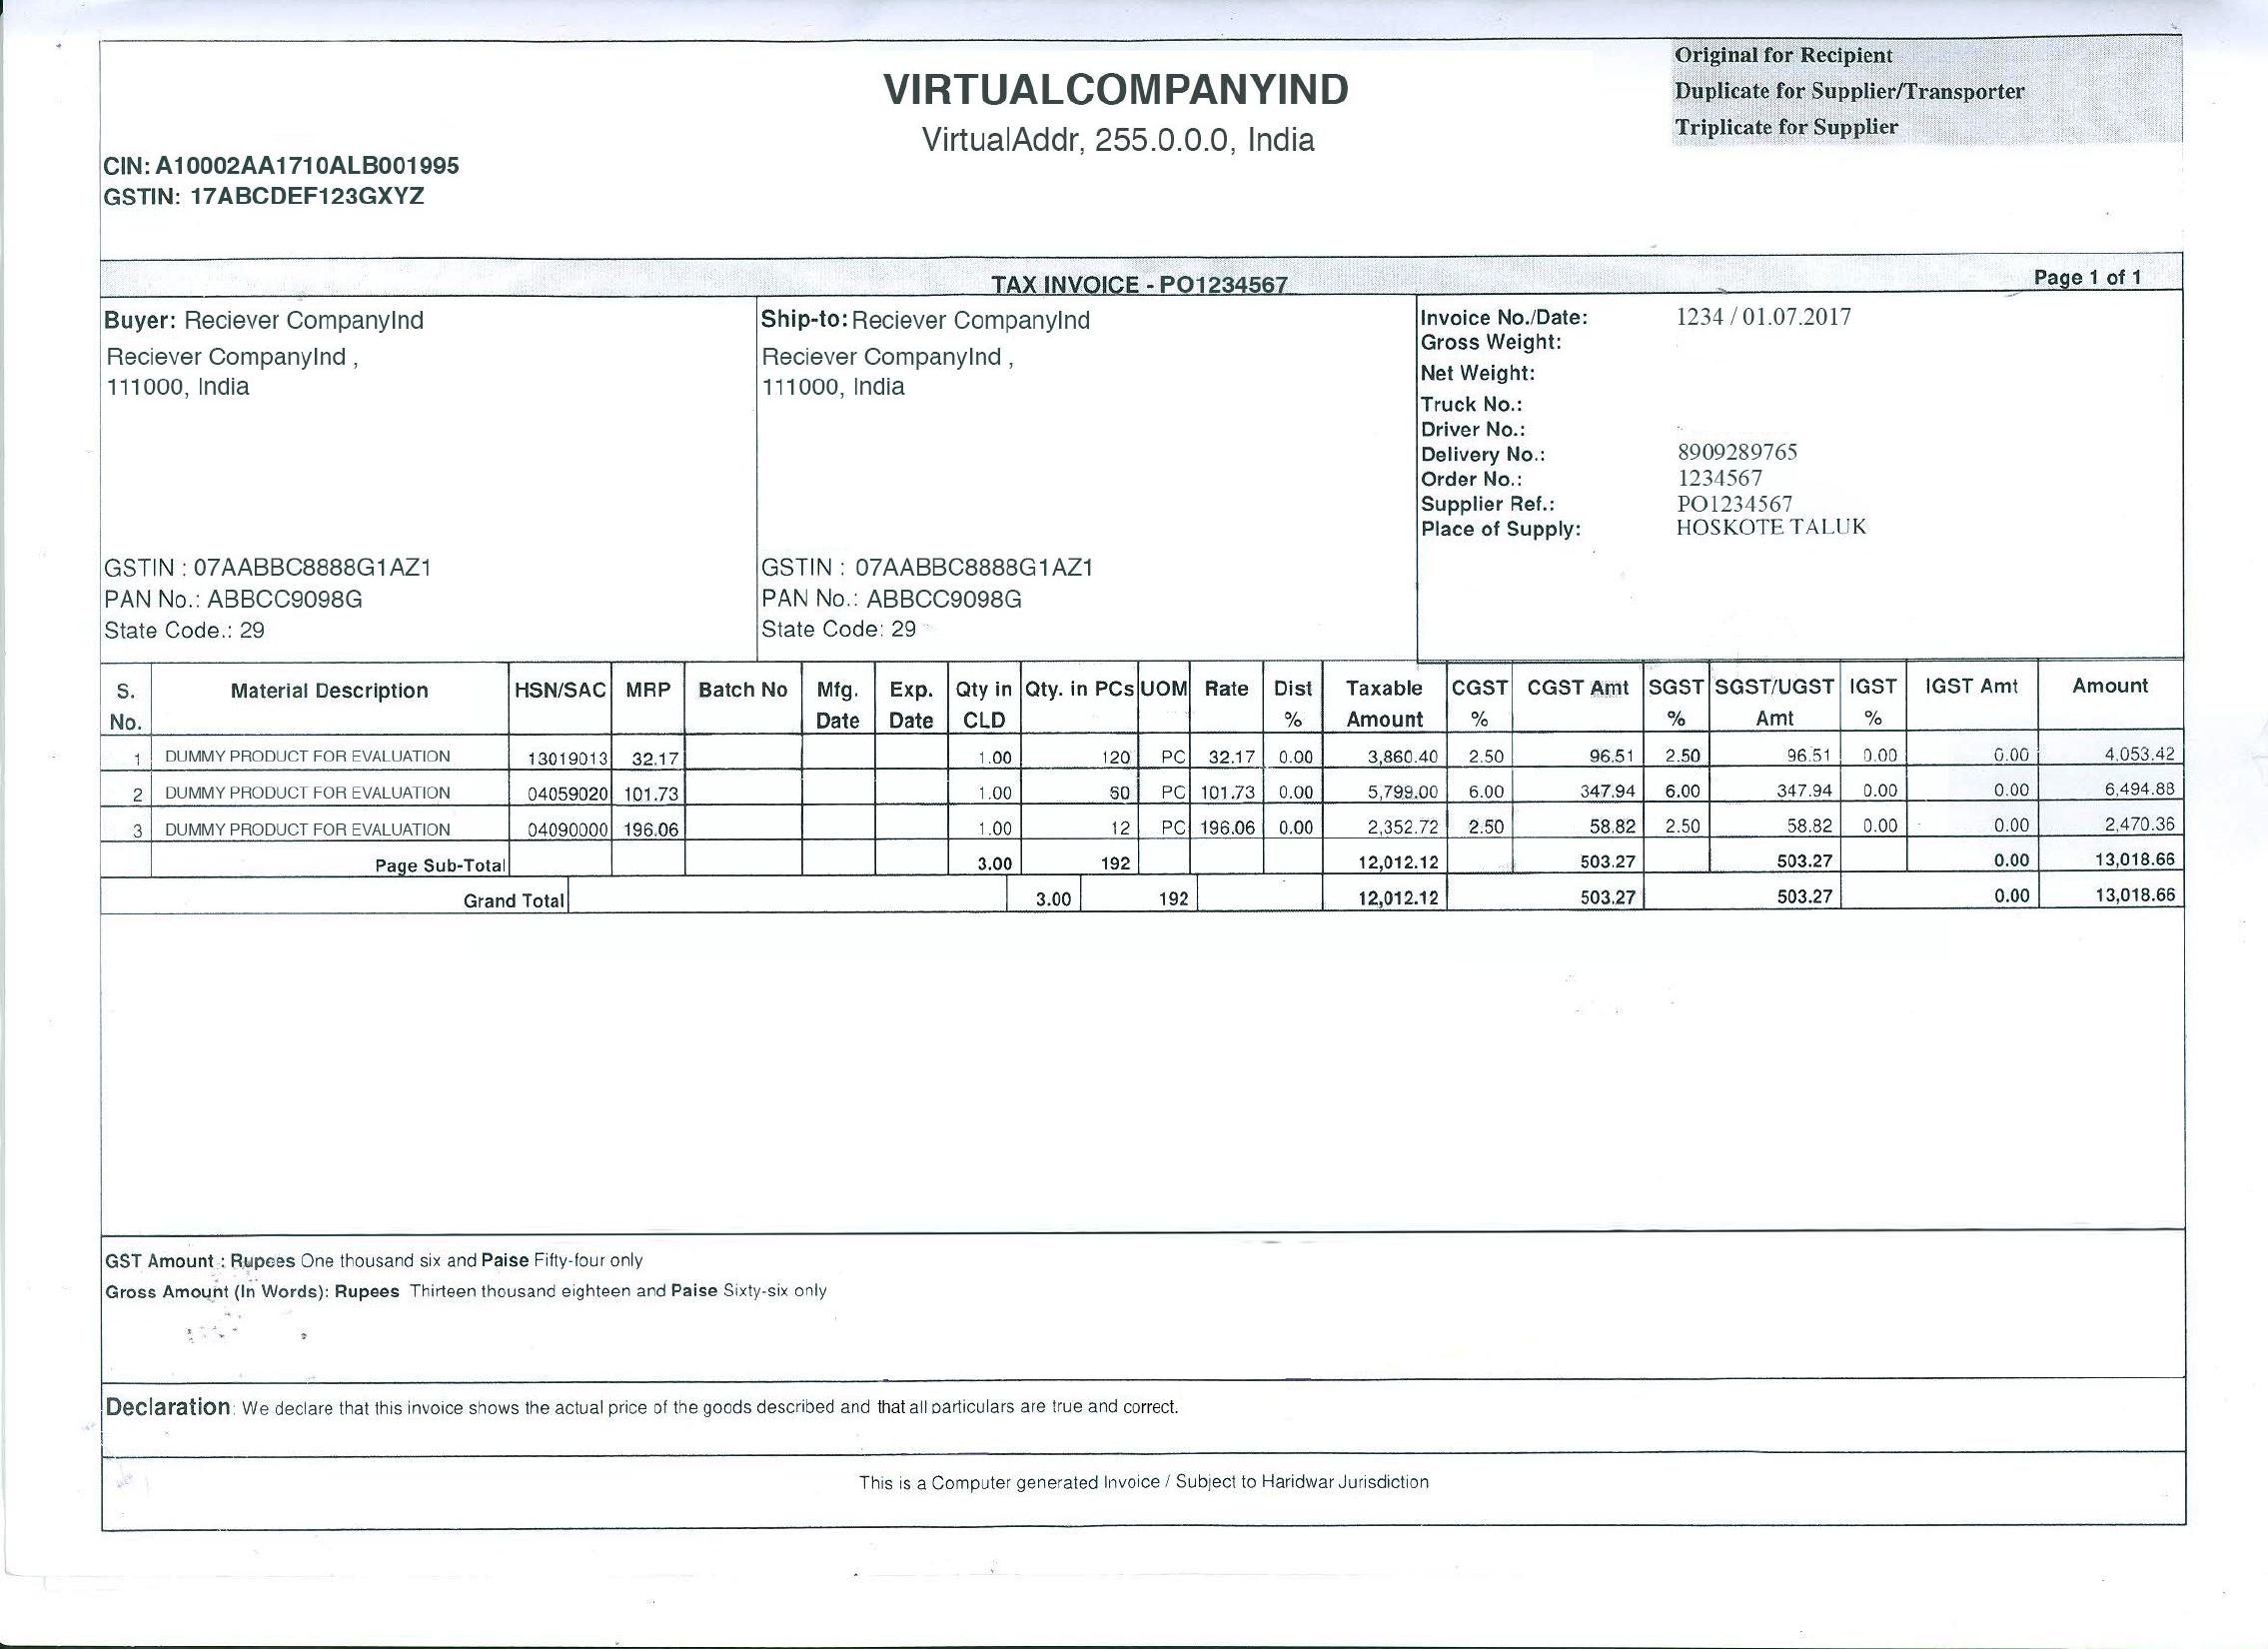 Original for Recipient
Duplicate for Supplier/Transporter
Triplicate for Supplier
VIRTUALCOMPANYIND
VirtualAddr, 255.0.0.0, India
CIN: A10002AA1710ALB001995
GSTIN: 17ABCDEF123GXYZ
TAX INVOICE - PO1234567 Page 1 of 1
Buyer: Reciever CompanyInd
Reciever CompanyInd ,
111000, India
GSTIN : 07AABBC8888G1AZ1
PAN No.: ABBCC9098G
State Code.: 29
Ship-to: Reciever CompanyInd
Reciever CompanyInd ,
111000, India
GSTIN : 07AABBC8888G1AZ1
PAN No.: ABBCC9098G
State Code: 29
Invoice No./Date: 1234 / 01.07.2017
Gross Weight:
Net Weight:
Truck No.:
Driver No.:
Delivery No.: 8909289765
Order No.: 1234567
Supplier Ref.: PO1234567
Place of Supply: HOSKOTE TALUK
S. No. Material Description HSN/SAC MRP Batch No Mfg. Date Exp. Date Qty in CLD Qty. in PCs UOM Rate Dist % Taxable Amount CGST % CGST Amt SGST % SGST/UGST Amt IGST % IGST Amt Amount
1 DUMMY PRODUCT FOR EVALUATION 13019013 32.17 1.00 120 PC 32.17 0.00 3,860.40 2.50 96.51 2.50 96.51 0.00 0.00 4,053.42
2 DUMMY PRODUCT FOR EVALUATION 04059020 101.73 1.00 60 PC 101.73 0.00 5,799.00 6.00 347.94 6.00 347.94 0.00 0.00 6,494.88
3 DUMMY PRODUCT FOR EVALUATION 04090000 196.06 1.00 12 PC 196.06 0.00 2,352.72 2.50 58.82 2.50 58.82 0.00 0.00 2,470.36
Page Sub-Total 3.00 192 12,012.12 503.27 503.27 0.00 13,018.66
Grand Total 3.00 192 12,012.12 503.27 503.27 0.00 13,018.66
GST Amount : Rupees One thousand six and Paise Fifty-four only
Gross Amount (In Words): Rupees Thirteen thousand eighteen and Paise Sixty-six only
Declaration: We declare that this invoice shows the actual price of the goods described and that all particulars are true and correct.
This is a Computer generated Invoice / Subject to Haridwar Jurisdiction